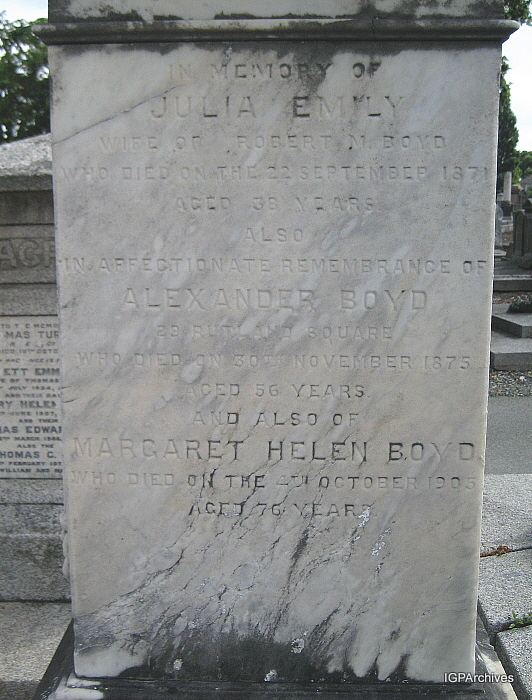 IN MEMORY OF
JULIA EMILY
WIFE OF ROBERT M. BOYD
WHO DIED ON THE 22 SEPTEMBER 1871
AGED 38 YEARS
ALSO
IN AFFECTIONATE REMEMBRANCE OF
ALEXANDER BOYD
29 RUTLAND SQUARE
WHO DIED ON 30TH NOVEMBER 1875
AGED 56 YEARS
AND ALSO OF
MARGARET HELEN BOYD
WHO DIED ON THE 4TH OCTOBER 1905
AGED 76 YEARS
IGPArchives